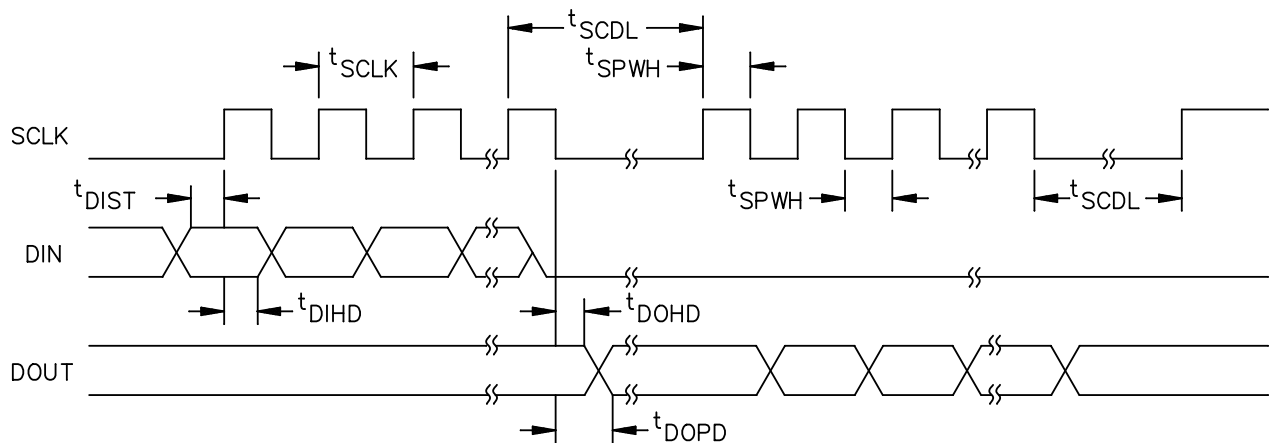 tSCDL
tSCLK
tSPWH
SCLK
tDIST
tSPWH
tSCDL
DIN
tDIHD
tDOHD
DOUT
tDOPD